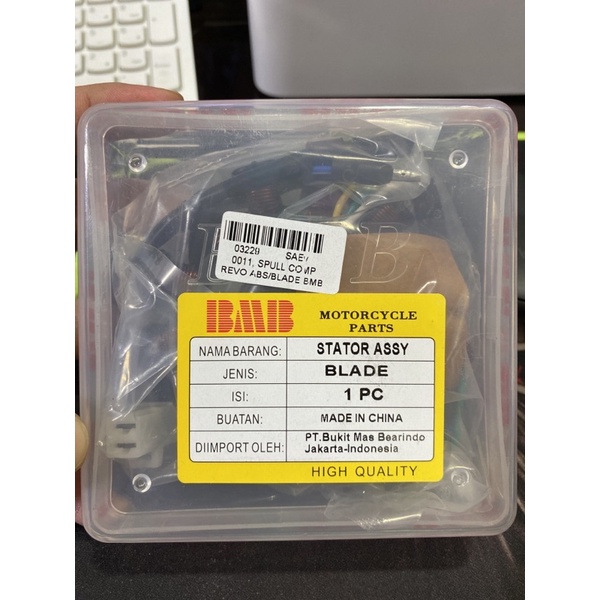 03229 SAEY
0011, SPULL COMP
REVO ABS/BLADE BMB
BMB
MOTORCYCLE
PARTS
NAMA BARANG: STATOR ASSY
JENIS: BLADE
ISI: 1 PC
BUATAN: MADE IN CHINA
DIIMPORT OLEH: PT.Bukit Mas Bearindo
Jakarta-Indonesia
HIGH QUALITY